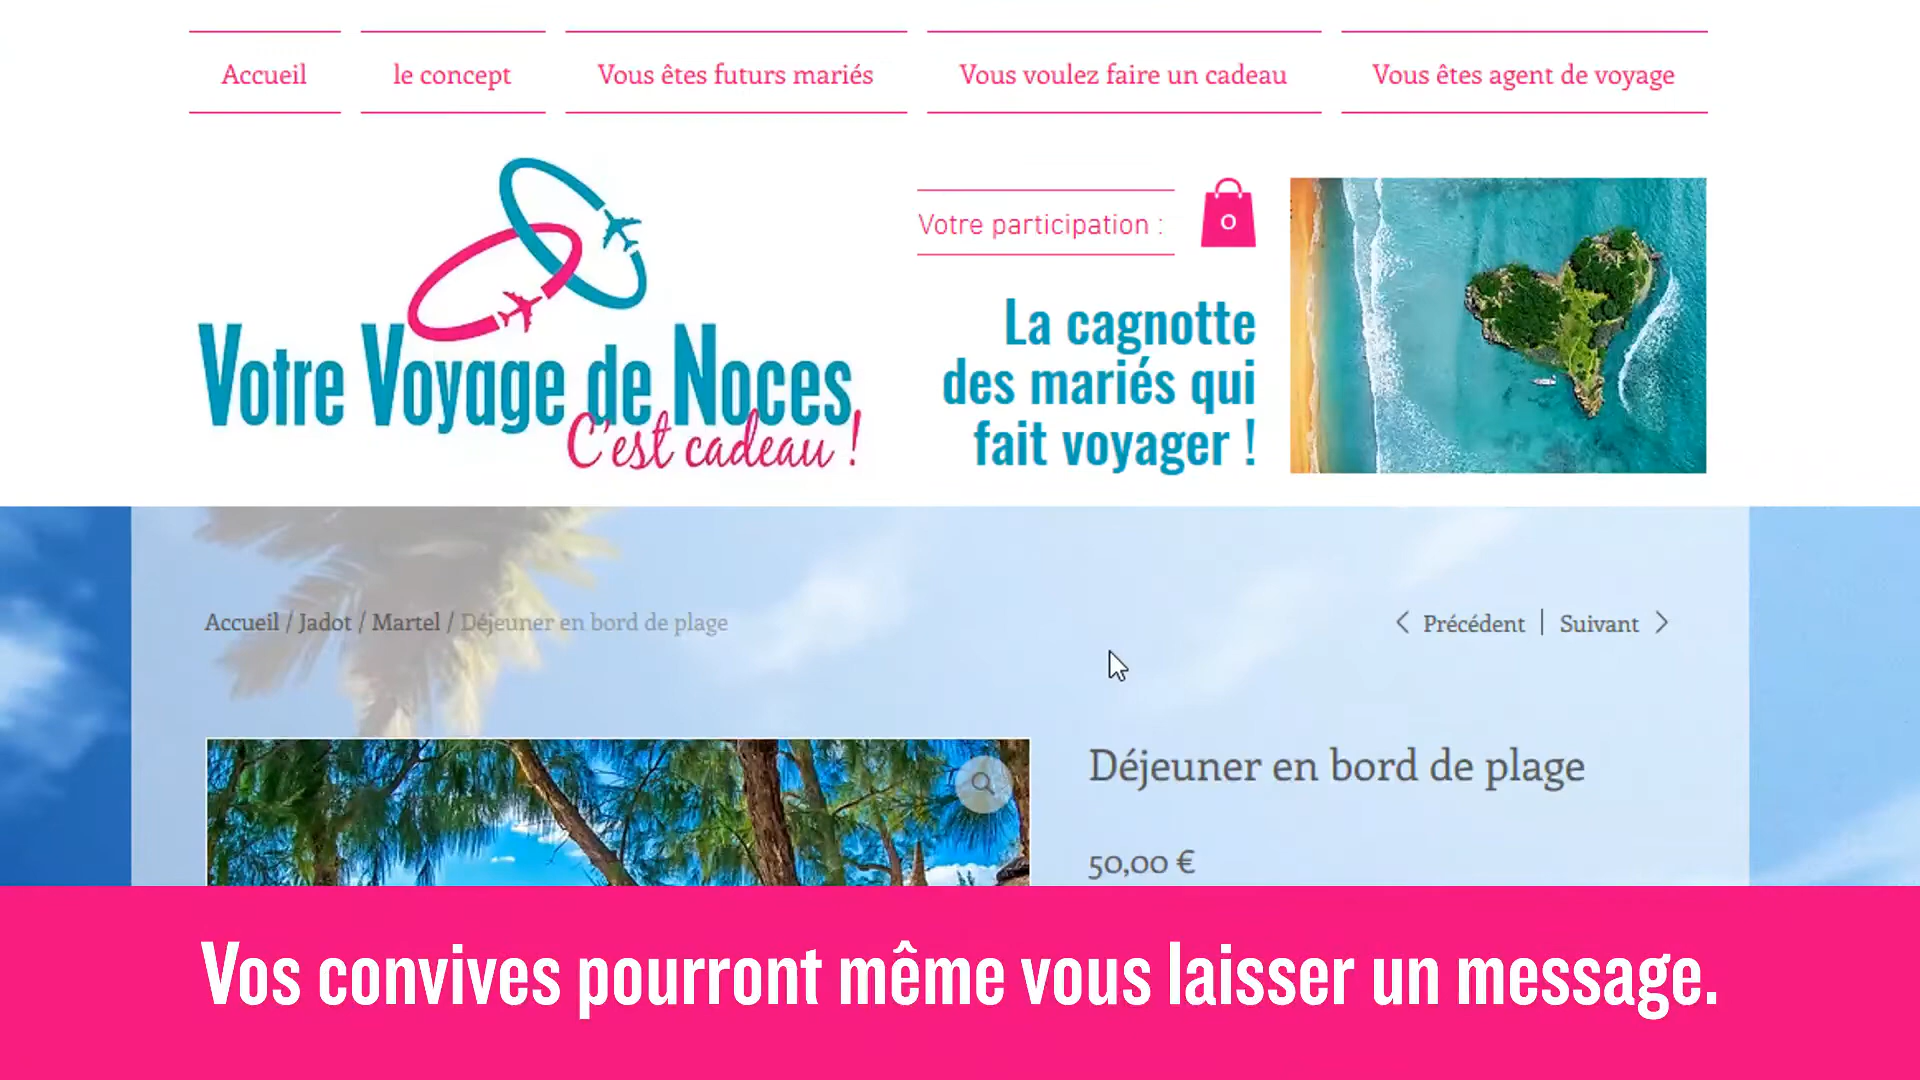 Accueil
le concept
Vous êtes futurs mariés
Vous voulez faire un cadeau
Vous êtes agent de voyage
Votre Voyage de Noces
C'est cadeau !
Votre participation :
0
La cagnotte
des mariés qui
fait voyager !
Accueil / Jadot / Martel / Déjeuner en bord de plage
Précédent | Suivant
Déjeuner en bord de plage
50,00 €
Vos convives pourront même vous laisser un message.